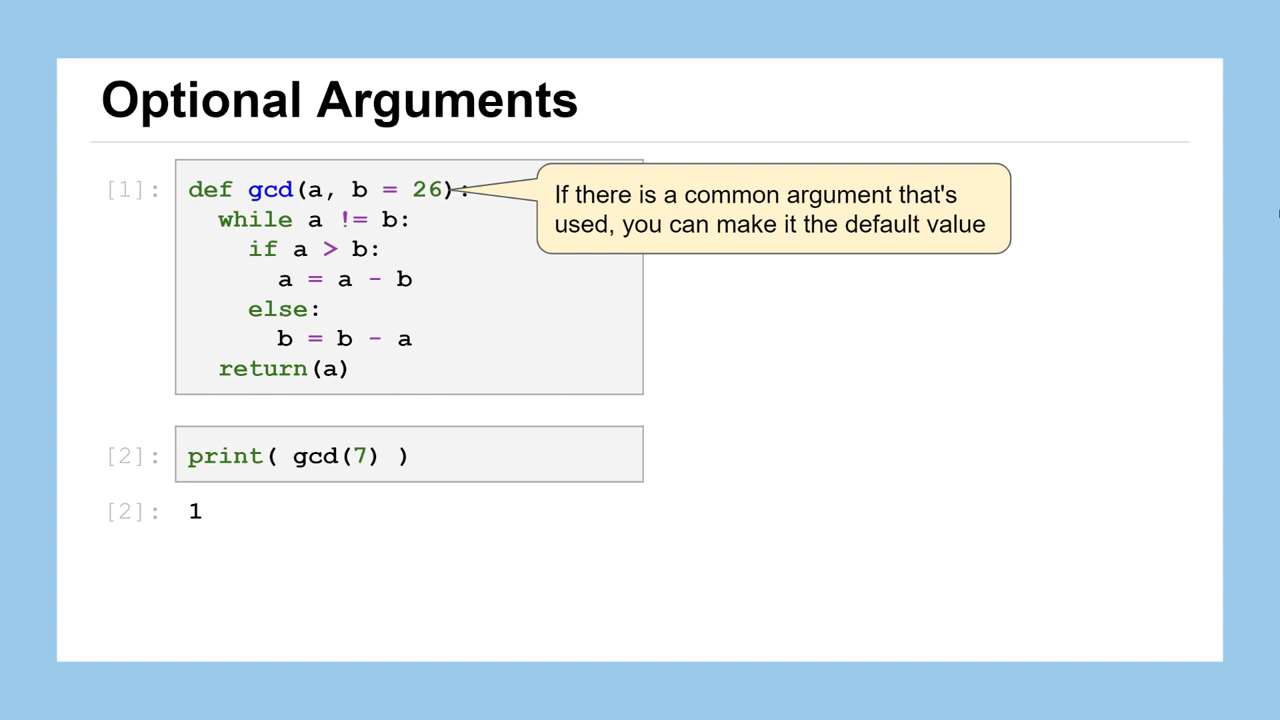 Optional Arguments
[1]: def gcd(a, b = 26):
while a != b:
if a > b:
a = a - b
else:
b = b - a
return(a)
If there is a common argument that's
used, you can make it the default value
[2]: print( gcd(7) )
[2]: 1